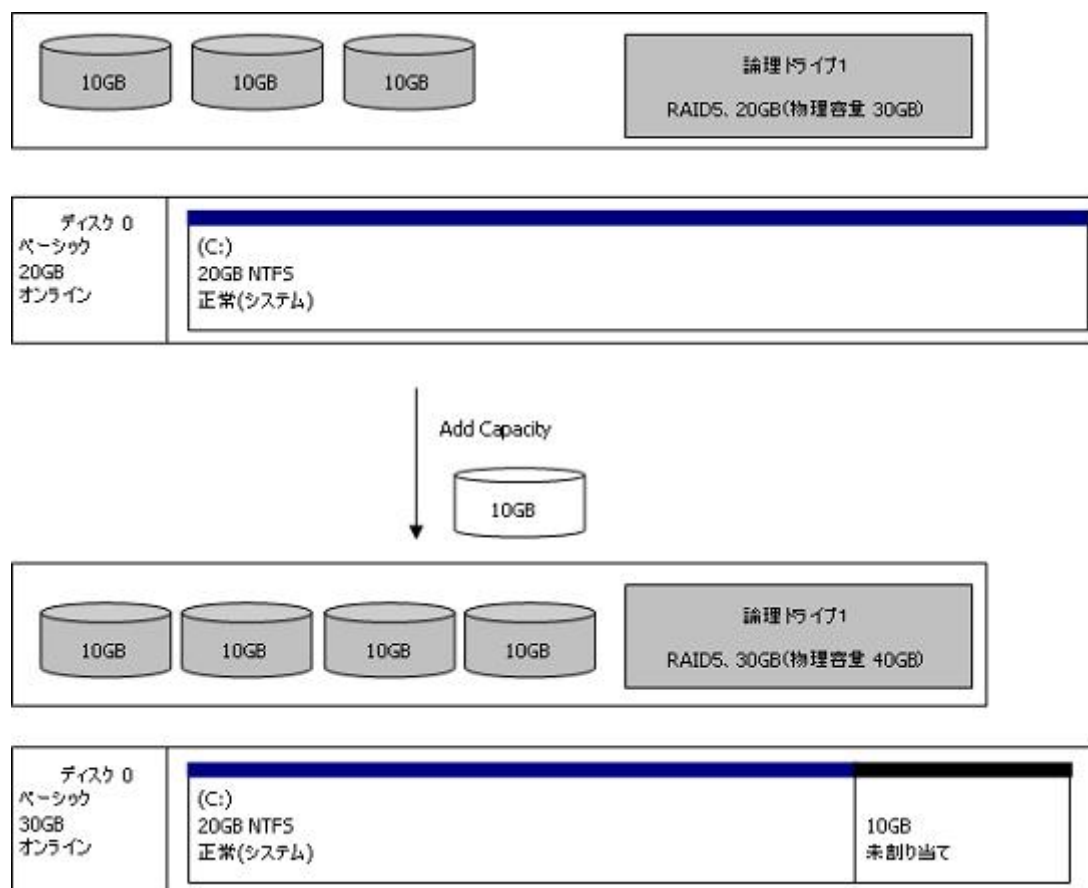 10GB
10GB
10GB
論理ドライブ1
RAID5、20GB(物理容量 30GB)
ディスク 0
ベーシック
20GB
オンライン
(C:)
20GB NTFS
正常(システム)
Add Capacity
10GB
10GB
10GB
10GB
10GB
論理ドライブ1
RAID5、30GB(物理容量 40GB)
ディスク 0
ベーシック
30GB
オンライン
(C:)
20GB NTFS
正常(システム)
10GB
未割り当て